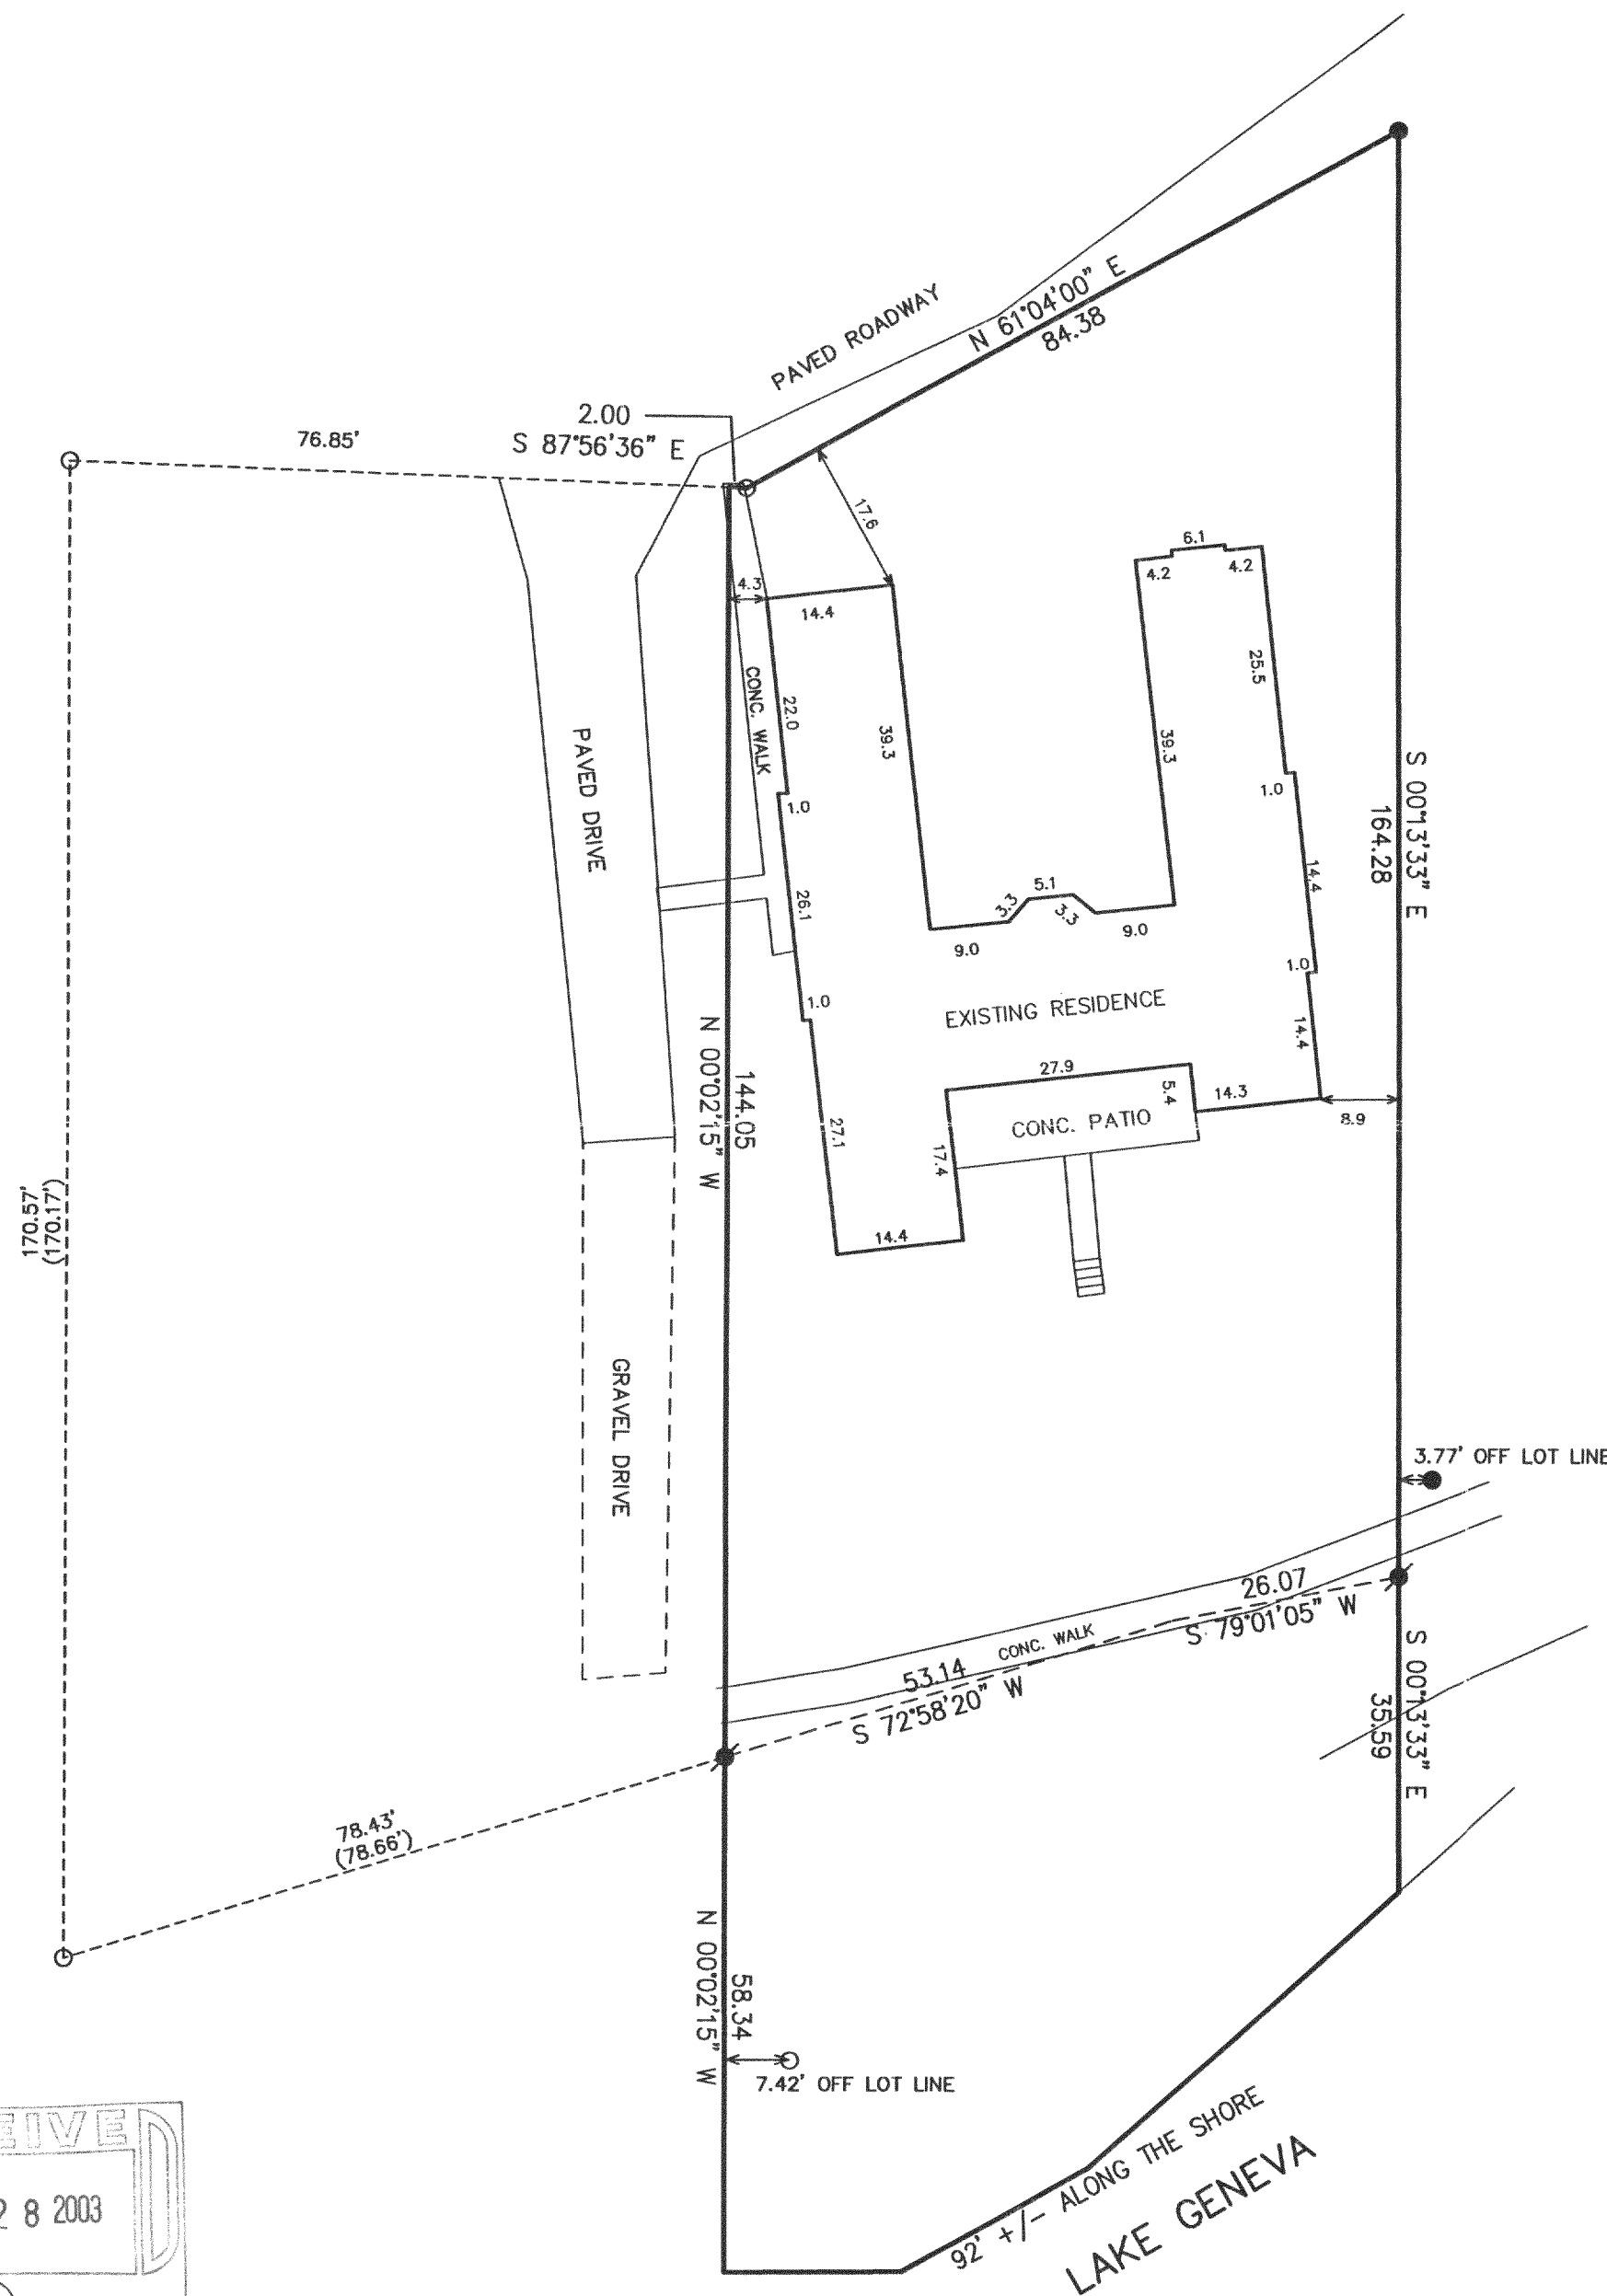 PAVED ROADWAY
N 61°04'00" E
84.38
2.00
S 87°56'36" E
76.85'
17.6
6.1
4.2
4.2
4.3
14.4
25.5
CONC. WALK
22.0
39.3
39.3
S 00°13'33" E
164.28
PAVED DRIVE
1.0
1.0
14.4
26.1
5.1
3.3
3.3
9.0
9.0
1.0
1.0
EXISTING RESIDENCE
14.4
N 00°02'15" W
144.05
27.9
5.4
14.3
8.9
CONC. PATIO
27.1
17.4
14.4
(170.17')
170.57'
GRAVEL DRIVE
3.77' OFF LOT LINE
26.07
S 79°01'05" W
CONC. WALK
53.14
S 72°58'20" W
S 00°13'33" E
35.59
78.43'
(78.66')
N 00°02'15" W
58.34
7.42' OFF LOT LINE
92' +/- ALONG THE SHORE
LAKE GENEVA
EIVED
2 8 2003